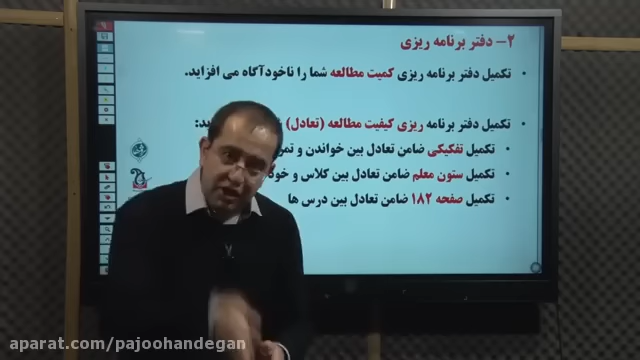 ۲- دفتر برنامه ریزی
• تکمیل دفتر برنامه ریزی کمیت مطالعه شما را ناخودآگاه می افزاید.
• تکمیل دفتر برنامه ریزی کیفیت مطالعه (تعادل)
• تکمیل تفکیکی ضامن تعادل بین خواندن و
• تکمیل ستون معلم ضامن تعادل بین کلاس و
• تکمیل صفحه ۱۸۲ ضامن تعادل بین درس ها
aparat.com/pajoohandegan